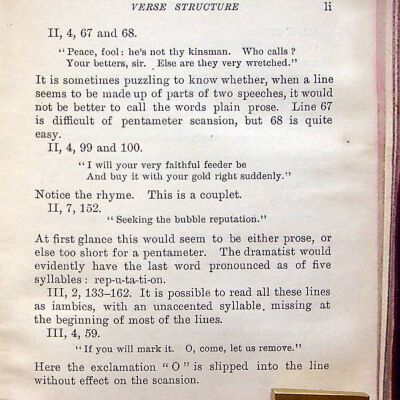 VERSE STRUCTURE li
II, 4, 67 and 68.
"Peace, fool: he's not thy kinsman. Who calls?
Your betters, sir. Else are they very wretched."
It is sometimes puzzling to know whether, when a line
seems to be made up of parts of two speeches, it would
not be better to call the words plain prose. Line 67
is difficult of pentameter scansion, but 68 is quite
easy.
II, 4, 99 and 100.
"I will your very faithful feeder be
And buy it with your gold right suddenly."
Notice the rhyme. This is a couplet.
II, 7, 152.
"Seeking the bubble reputation."
At first glance this would seem to be either prose, or
else too short for a pentameter. The dramatist would
evidently have the last word pronounced as of five
syllables: rep-u-ta-ti-on.
III, 2, 133–162. It is possible to read all these lines
as iambics, with an unaccented syllable missing at
the beginning of most of the lines.
III, 4, 59.
"If you will mark it. O, come, let us remove."
Here the exclamation "O" is slipped into the line
without effect on the scansion.